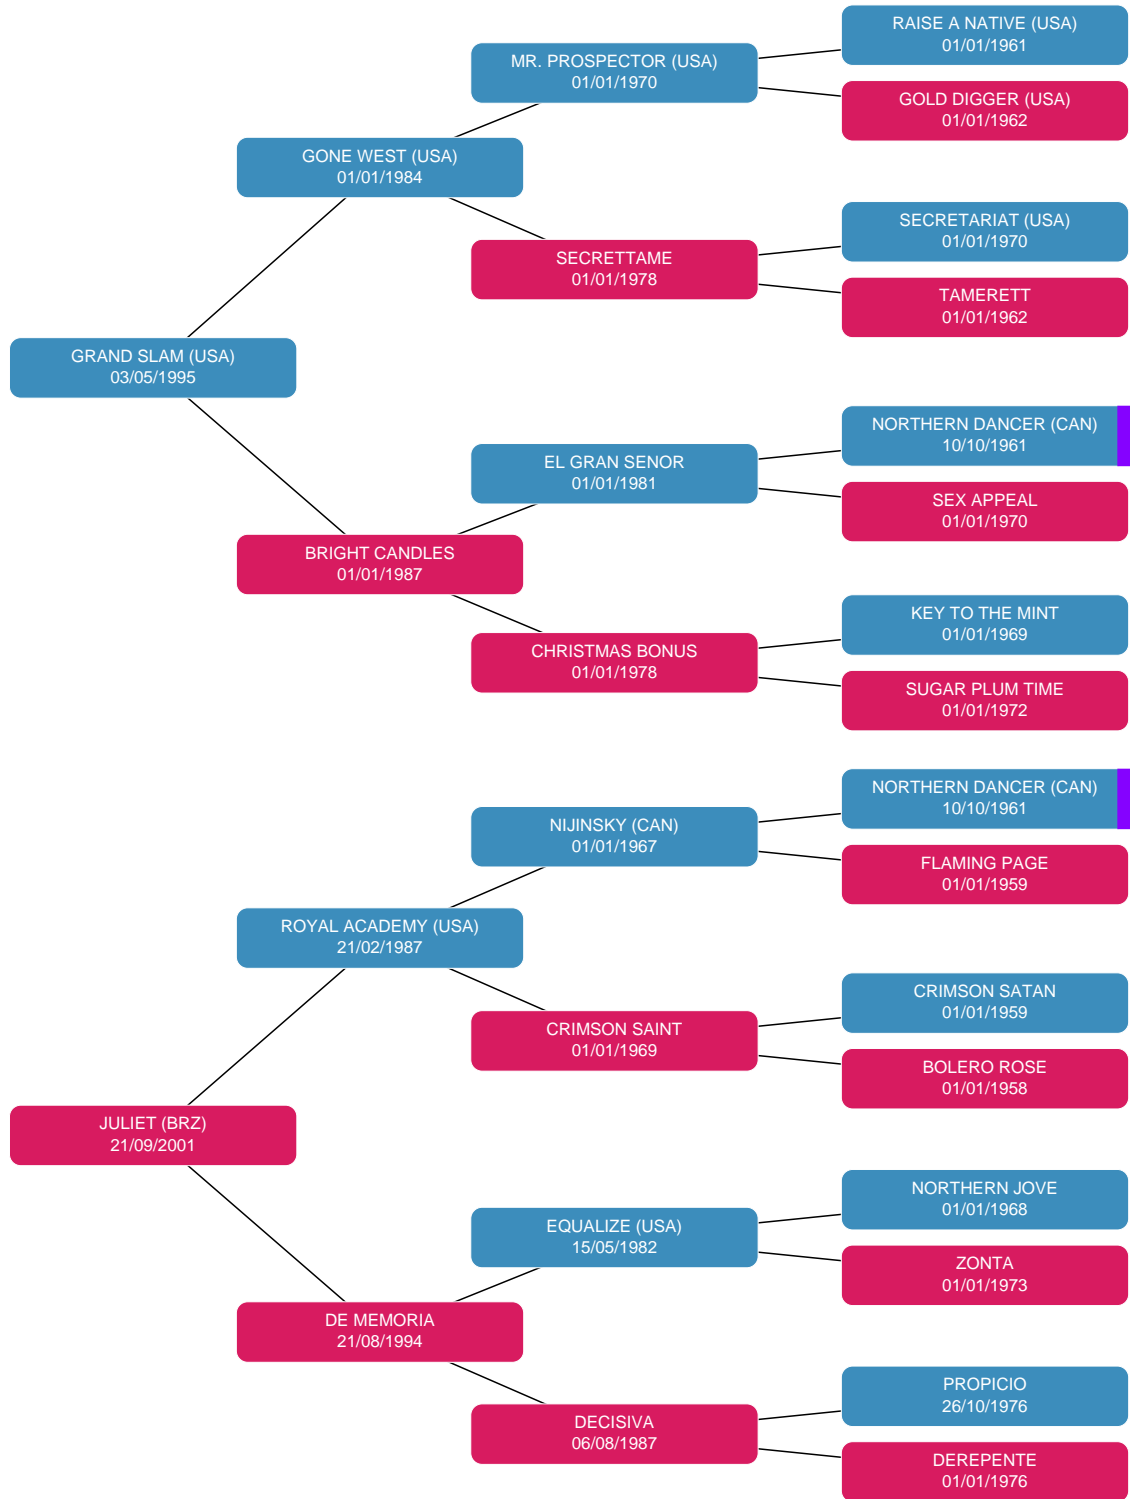 RAISE A NATIVE (USA)
01/01/1961
MR. PROSPECTOR (USA)
01/01/1970
GOLD DIGGER (USA)
01/01/1962
GONE WEST (USA)
01/01/1984
SECRETARIAT (USA)
01/01/1970
SECRETTAME
01/01/1978
TAMERETT
01/01/1962
GRAND SLAM (USA)
03/05/1995
NORTHERN DANCER (CAN)
10/10/1961
EL GRAN SENOR
01/01/1981
SEX APPEAL
01/01/1970
BRIGHT CANDLES
01/01/1987
KEY TO THE MINT
01/01/1969
CHRISTMAS BONUS
01/01/1978
SUGAR PLUM TIME
01/01/1972
NORTHERN DANCER (CAN)
10/10/1961
NIJINSKY (CAN)
01/01/1967
FLAMING PAGE
01/01/1959
ROYAL ACADEMY (USA)
21/02/1987
CRIMSON SATAN
01/01/1959
CRIMSON SAINT
01/01/1969
BOLERO ROSE
01/01/1958
JULIET (BRZ)
21/09/2001
NORTHERN JOVE
01/01/1968
EQUALIZE (USA)
15/05/1982
ZONTA
01/01/1973
DE MEMORIA
21/08/1994
PROPICIO
26/10/1976
DECISIVA
06/08/1987
DEREPENTE
01/01/1976